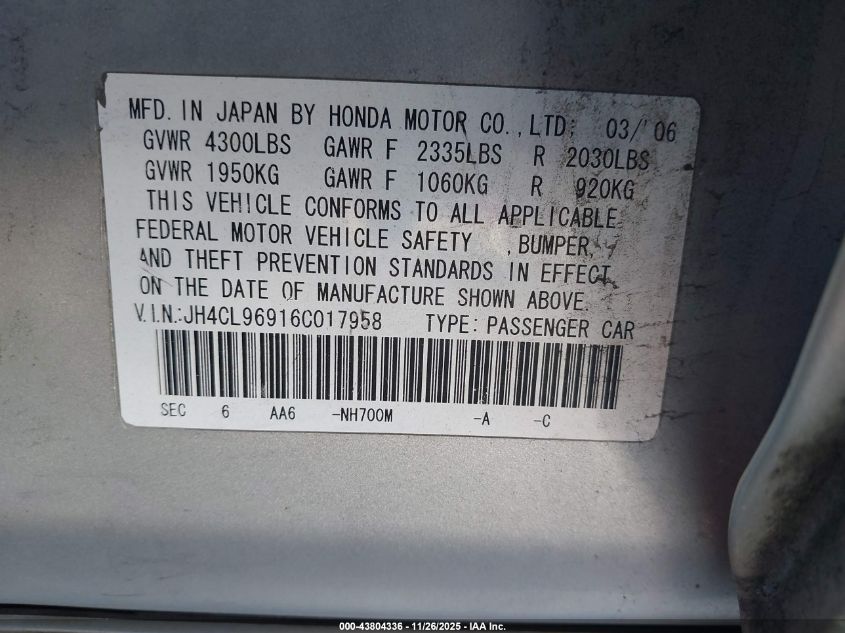 MFD. IN JAPAN BY HONDA MOTOR CO., LTD. 03/'06
GVWR 4300LBS GAWR F 2335LBS R 2030LBS
GVWR 1950KG GAWR F 1060KG R 920KG
THIS VEHICLE CONFORMS TO ALL APPLICABLE
FEDERAL MOTOR VEHICLE SAFETY , BUMPER,
AND THEFT PREVENTION STANDARDS IN EFFECT
ON THE DATE OF MANUFACTURE SHOWN ABOVE.
V.I.N.:JH4CL96916C017958 TYPE: PASSENGER CAR
SEC 6 AA6 -NH700M -A -C
000-43804336 - 11/26/2025 - IAA Inc.